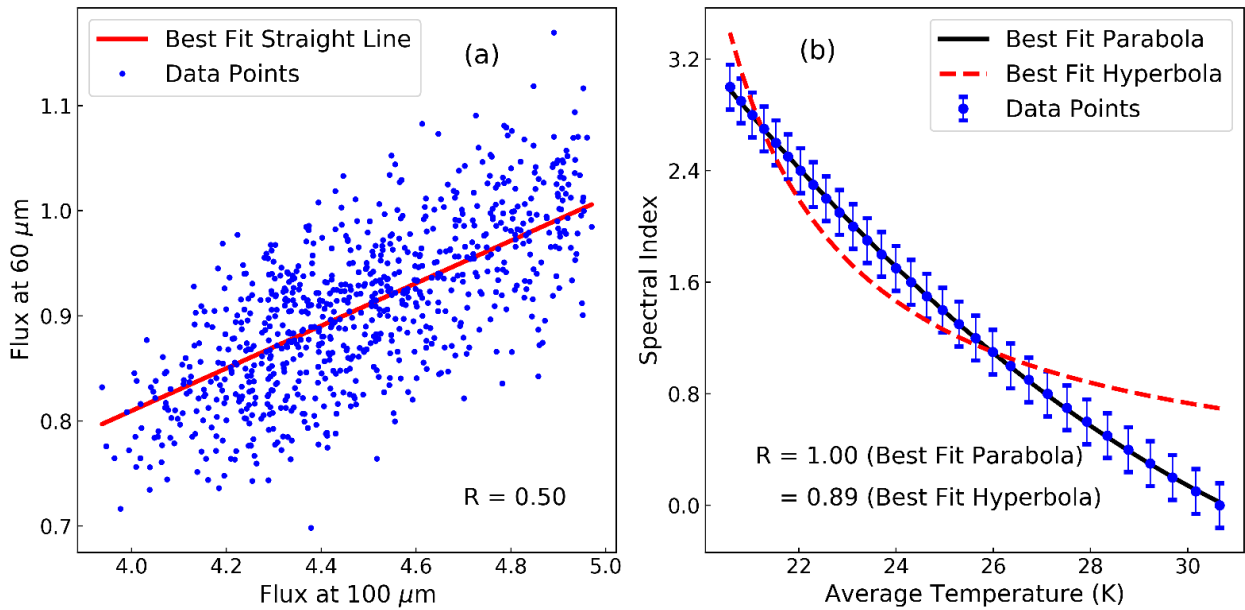 Best Fit Straight Line
Data Points
(a)
R = 0.50
1.1
1.0
0.9
0.8
0.7
Flux at 60 μm
4.0 4.2 4.4 4.6 4.8 5.0
Flux at 100 μm
(b)
Best Fit Parabola
Best Fit Hyperbola
Data Points
R = 1.00 (Best Fit Parabola)
= 0.89 (Best Fit Hyperbola)
3.2
2.4
1.6
0.8
0.0
Spectral Index
22 24 26 28 30
Average Temperature (K)